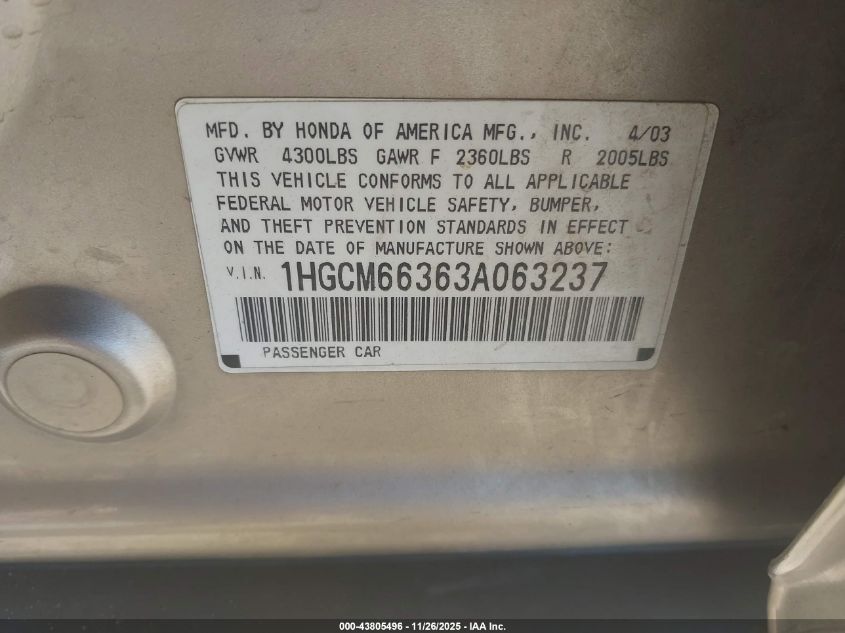 MFD. BY HONDA OF AMERICA MFG., INC. 4/03
GVWR 4300LBS GAWR F 2360LBS R 2005LBS
THIS VEHICLE CONFORMS TO ALL APPLICABLE
FEDERAL MOTOR VEHICLE SAFETY, BUMPER,
AND THEFT PREVENTION STANDARDS IN EFFECT
ON THE DATE OF MANUFACTURE SHOWN ABOVE:
V.I.N. 1HGCM66363A063237
PASSENGER CAR
000-43805496 - 11/26/2025 - IAA Inc.